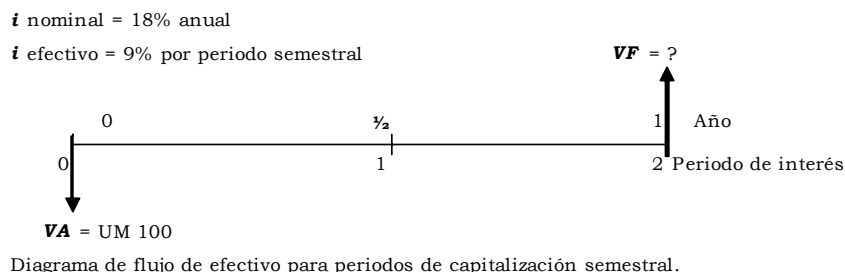 i nominal = 18% anual
i efectivo = 9% por periodo semestral
VF = ?
0 ½ 1 Año
0 1 2 Periodo de interés
VA = UM 100
Diagrama de flujo de efectivo para periodos de capitalización semestral.